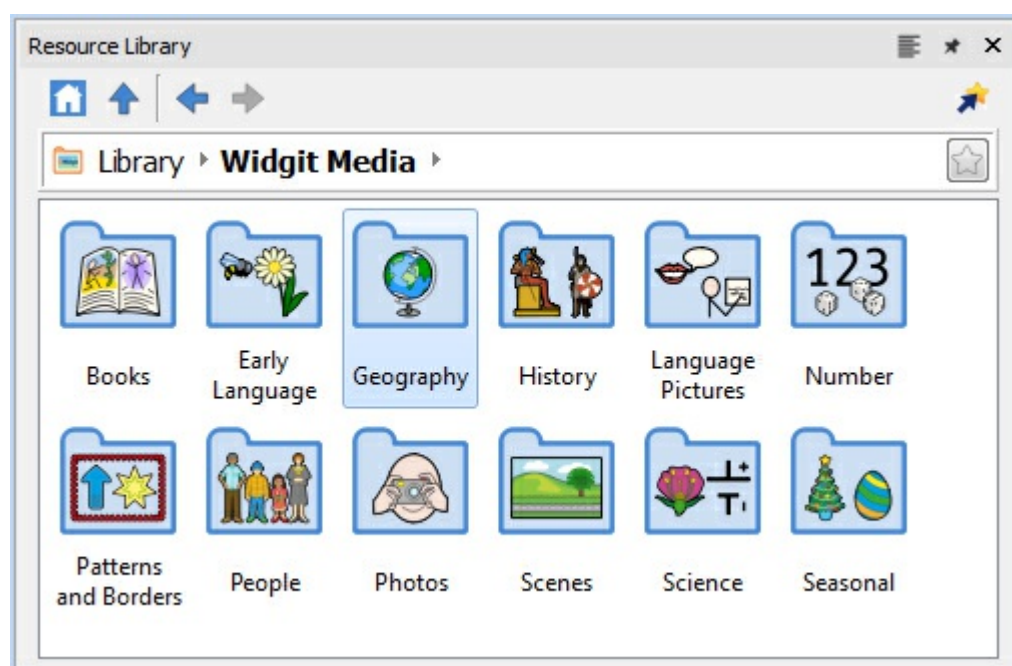 Resource Library
Library Widgit Media
123
Books
Early
Language
Geography
History
Language
Pictures
Number
Patterns
and Borders
People
Photos
Scenes
Science
Seasonal